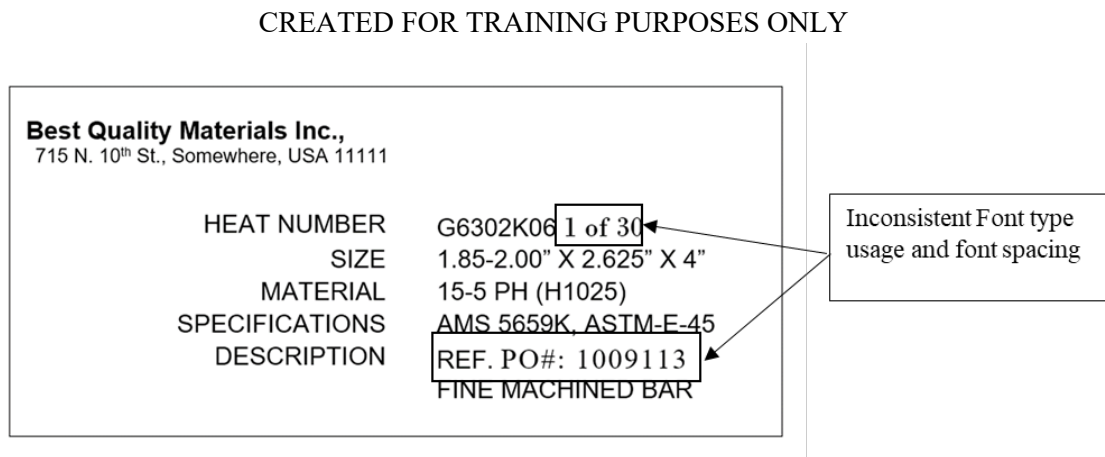 CREATED FOR TRAINING PURPOSES ONLY
Best Quality Materials Inc.,
715 N. 10th St., Somewhere, USA 11111
HEAT NUMBER G6302K06 1 of 30
SIZE 1.85-2.00” X 2.625” X 4”
MATERIAL 15-5 PH (H1025)
SPECIFICATIONS AMS 5659K, ASTM-E-45
DESCRIPTION REF. PO#: 1009113
FINE MACHINED BAR
Inconsistent Font type
usage and font spacing